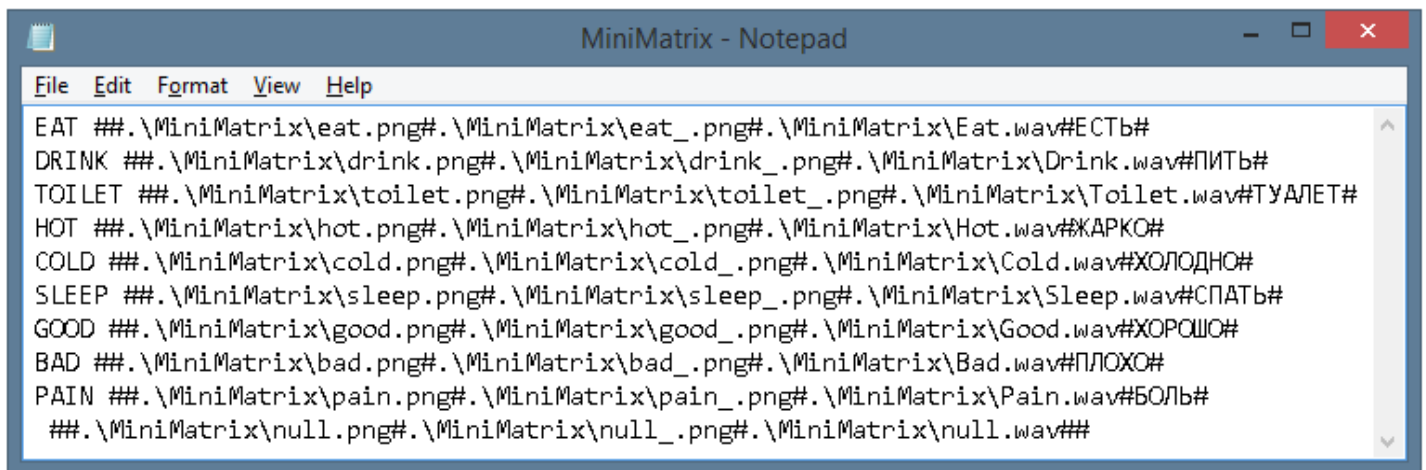 MiniMatrix - Notepad
File Edit Format View Help
EAT ##.\MiniMatrix\eat.png#.\MiniMatrix\eat_.png#.\MiniMatrix\Eat.wav#ЕСТЬ#
DRINK ##.\MiniMatrix\drink.png#.\MiniMatrix\drink_.png#.\MiniMatrix\Drink.wav#ПИТЬ#
TOILET ##.\MiniMatrix\toilet.png#.\MiniMatrix\toilet_.png#.\MiniMatrix\Toilet.wav#ТУАЛЕТ#
HOT ##.\MiniMatrix\hot.png#.\MiniMatrix\hot_.png#.\MiniMatrix\Hot.wav#ЖАРКО#
COLD ##.\MiniMatrix\cold.png#.\MiniMatrix\cold_.png#.\MiniMatrix\Cold.wav#ХОЛОДНО#
SLEEP ##.\MiniMatrix\sleep.png#.\MiniMatrix\sleep_.png#.\MiniMatrix\Sleep.wav#СПАТЬ#
GOOD ##.\MiniMatrix\good.png#.\MiniMatrix\good_.png#.\MiniMatrix\Good.wav#ХОРОШО#
BAD ##.\MiniMatrix\bad.png#.\MiniMatrix\bad_.png#.\MiniMatrix\Bad.wav#ПЛОХО#
PAIN ##.\MiniMatrix\pain.png#.\MiniMatrix\pain_.png#.\MiniMatrix\Pain.wav#БОЛЬ#
##.\MiniMatrix\null.png#.\MiniMatrix\null_.png#.\MiniMatrix\null.wav##